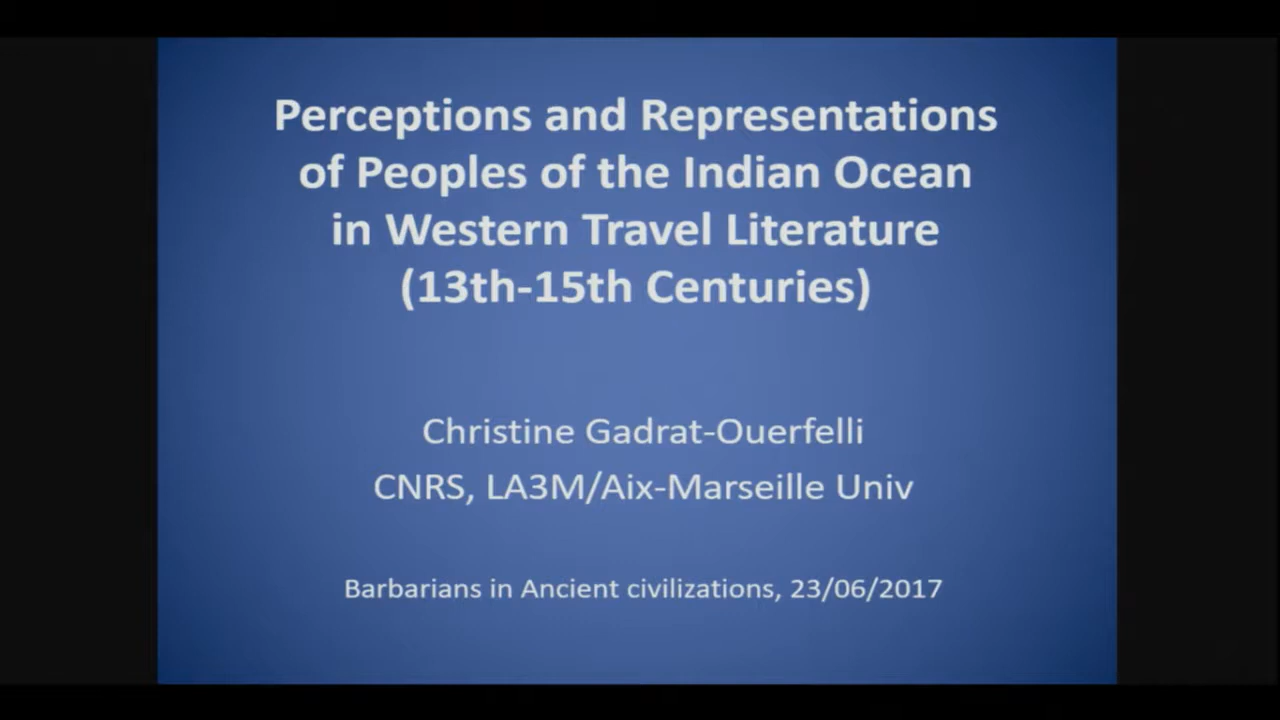 Perceptions and Representations
of Peoples of the Indian Ocean
in Western Travel Literature
(13th-15th Centuries)
Christine Gadrat-Ouerfelli
CNRS, LA3M/Aix-Marseille Univ
Barbarians in Ancient civilizations, 23/06/2017